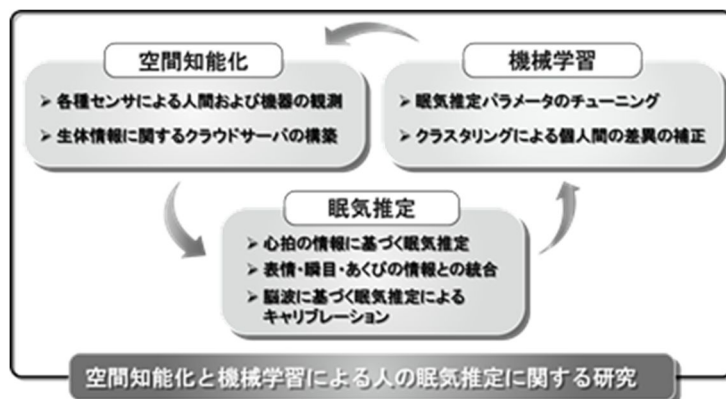 空間知能化
➤ 各種センサによる人間および機器の観測
➤ 生体情報に関するクラウドサーバの構築
機械学習
➤ 眠気推定パラメータのチューニング
➤ クラスタリングによる個人間の差異の補正
眠気推定
➤ 心拍の情報に基づく眠気推定
➤ 表情・瞬目・あくびの情報との統合
➤ 脳波に基づく眠気推定による
キャリブレーション
空間知能化と機械学習による人の眠気推定に関する研究